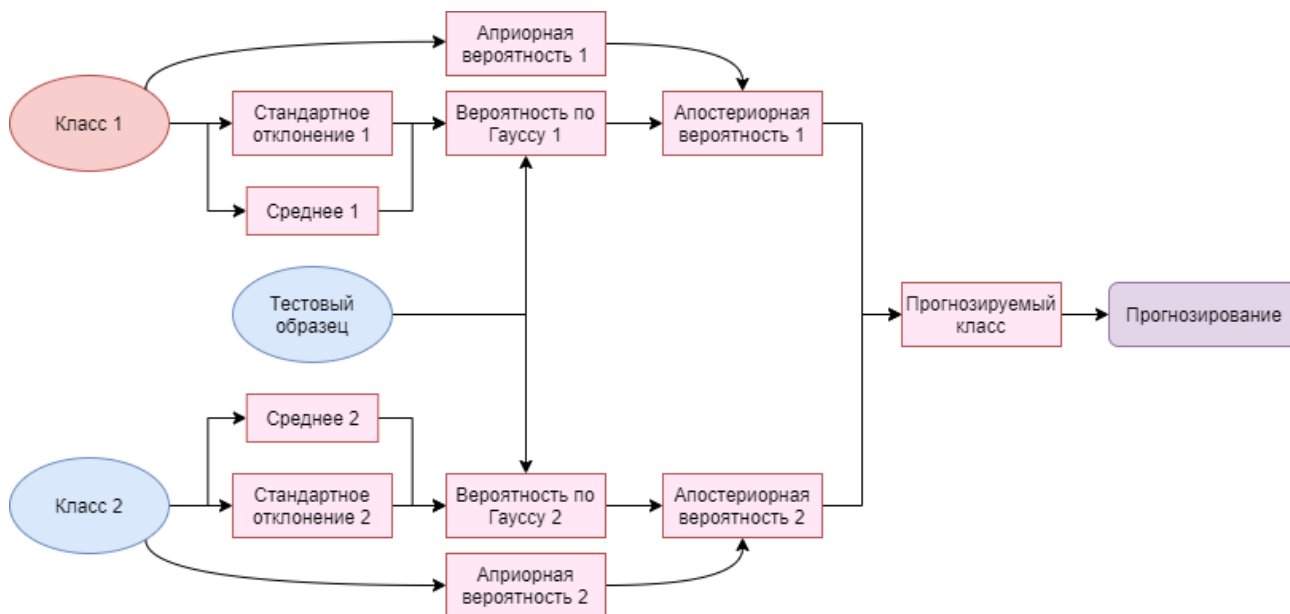 Априорная
вероятность 1
Класс 1
Стандартное
отклонение 1
Вероятность по
Гауссу 1
Апостериорная
вероятность 1
Среднее 1
Тестовый
образец
Прогнозируемый
класс
Прогнозирование
Среднее 2
Класс 2
Стандартное
отклонение 2
Вероятность по
Гауссу 2
Апостериорная
вероятность 2
Априорная
вероятность 2